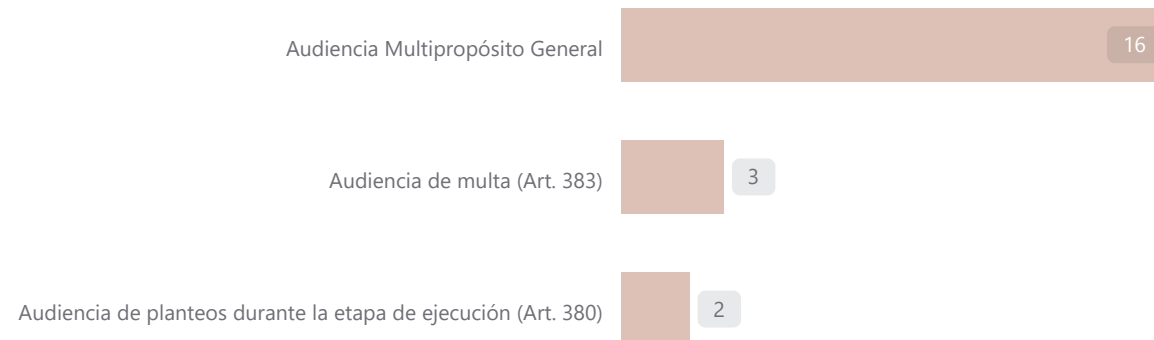 Audiencia Multipropósito General
16
Audiencia de multa (Art. 383)
3
Audiencia de planteos durante la etapa de ejecución (Art. 380)
2